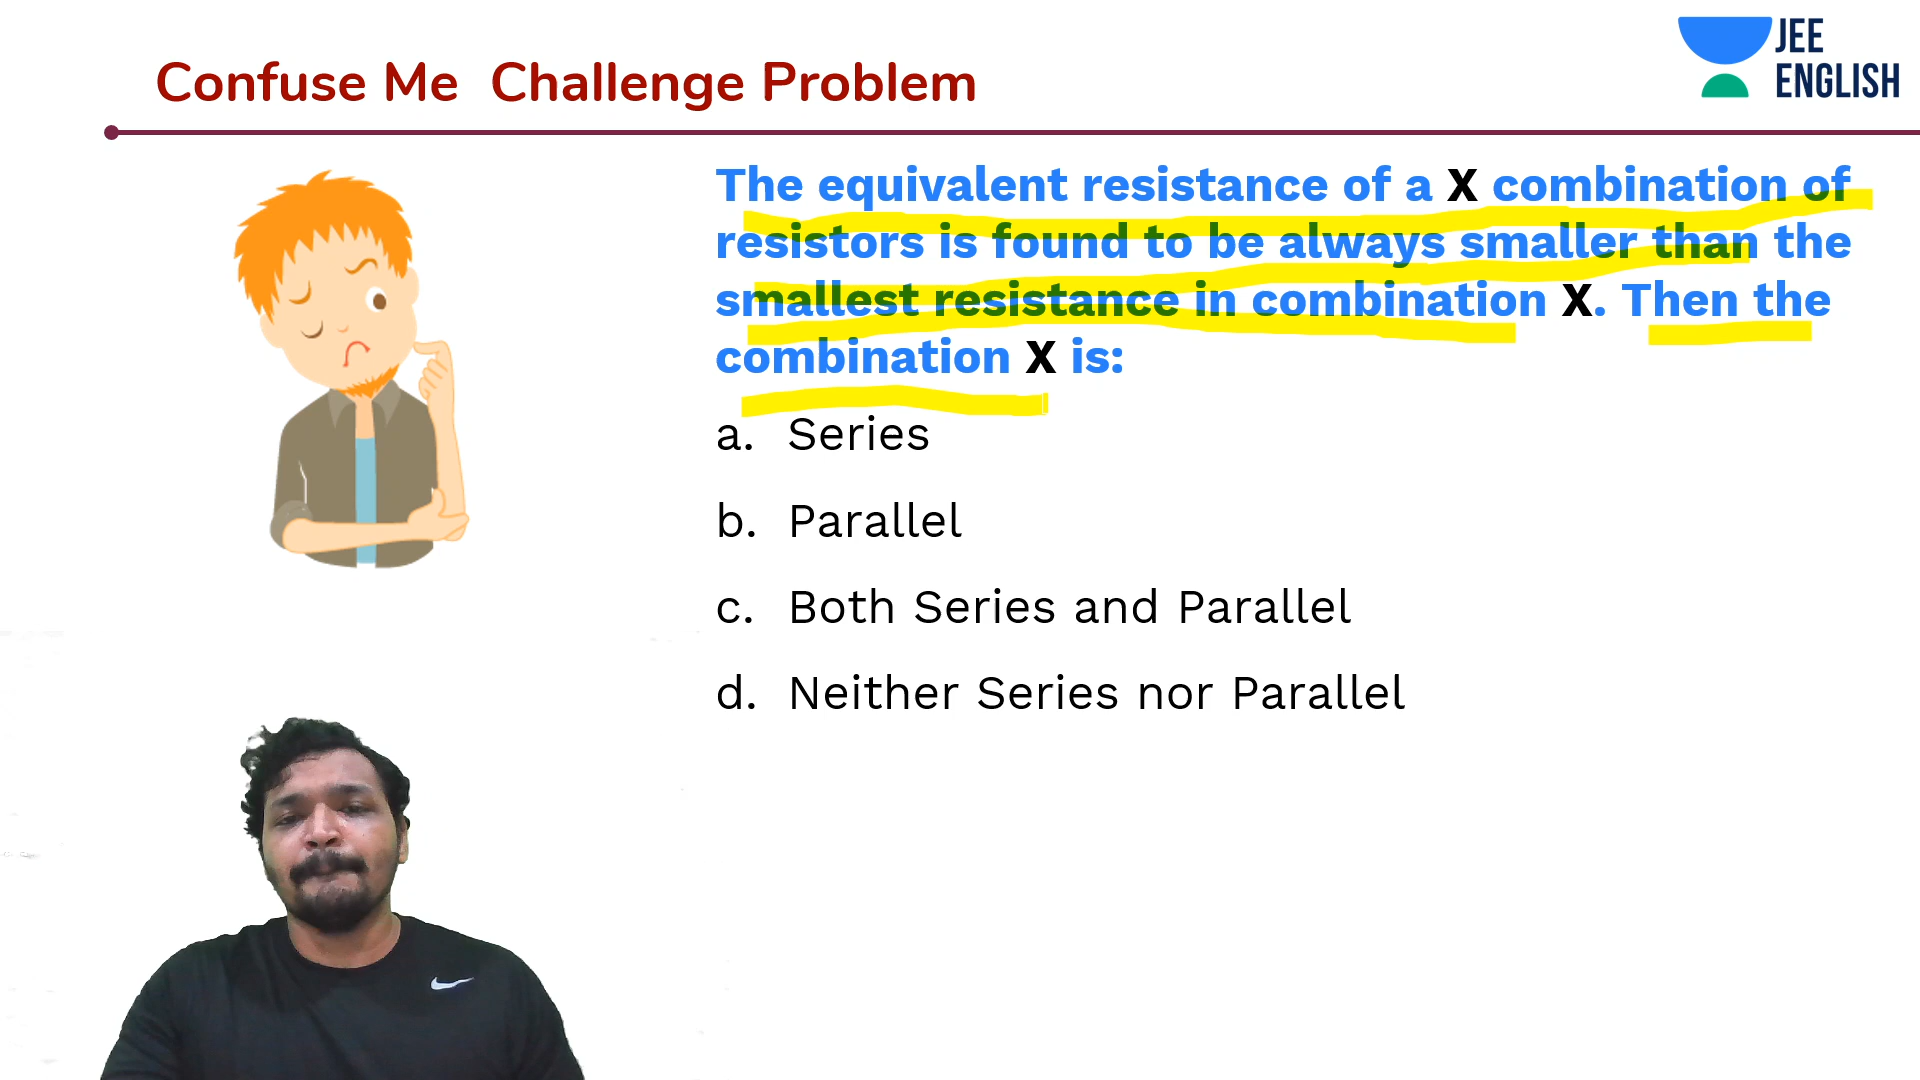 Confuse Me Challenge Problem
JEE
ENGLISH
The equivalent resistance of a X combination of
resistors is found to be always smaller than the
smallest resistance in combination X. Then the
combination X is:
a. Series
b. Parallel
c. Both Series and Parallel
d. Neither Series nor Parallel